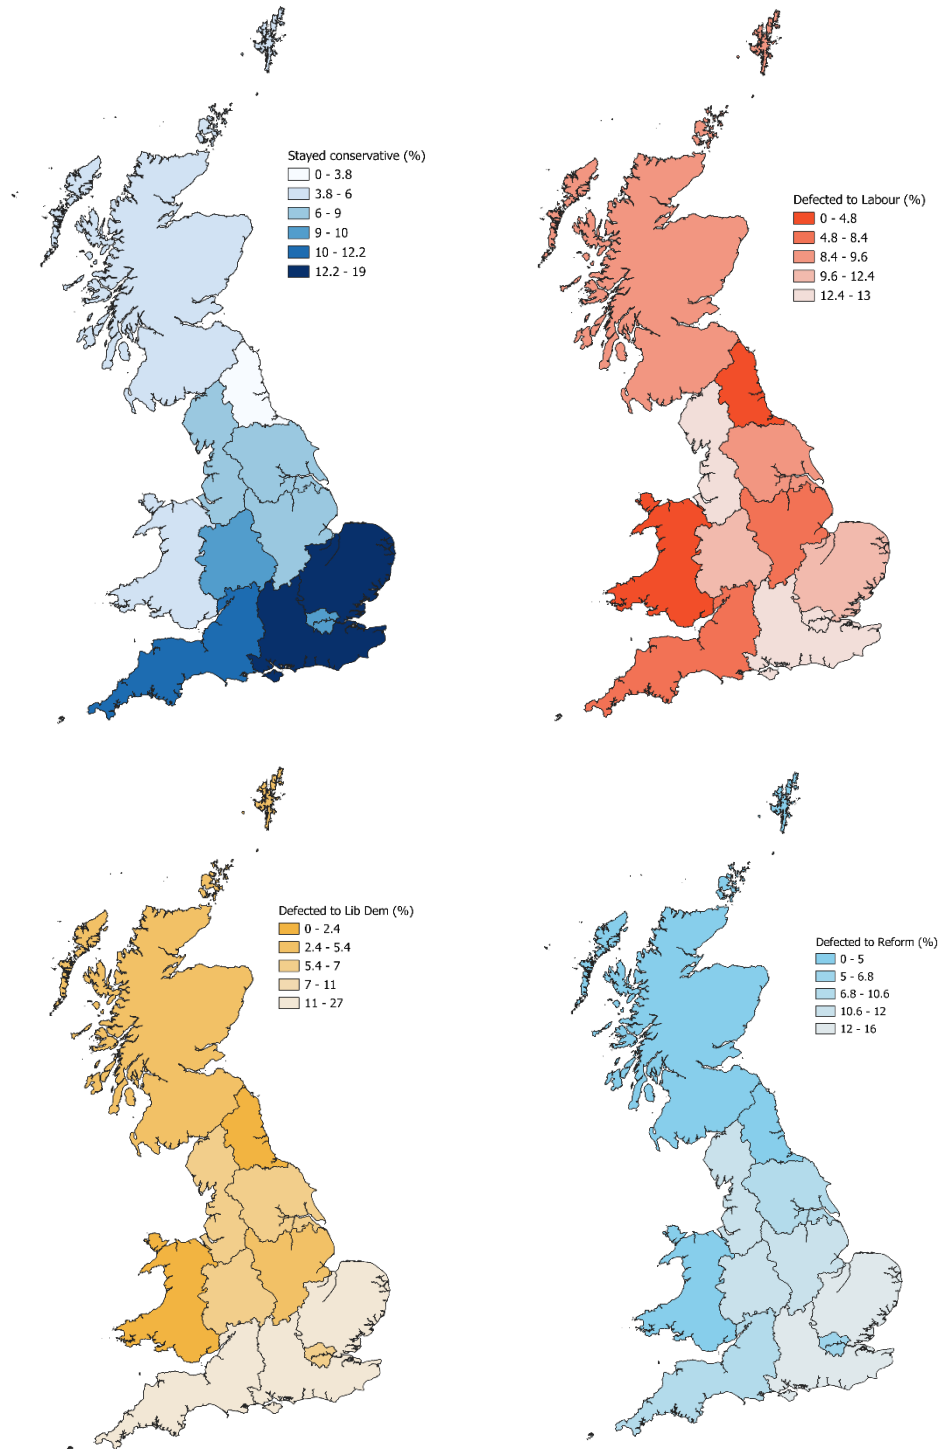 Stayed conservative (%)
0 - 3.8
3.8 - 6
6 - 9
9 - 10
10 - 12.2
12.2 - 19
Defected to Labour (%)
0 - 4.8
4.8 - 8.4
8.4 - 9.6
9.6 - 12.4
12.4 - 13
Defected to Lib Dem (%)
0 - 2.4
2.4 - 5.4
5.4 - 7
7 - 11
11 - 27
Defected to Reform (%)
0 - 5
5 - 6.8
6.8 - 10.6
10.6 - 12
12 - 16